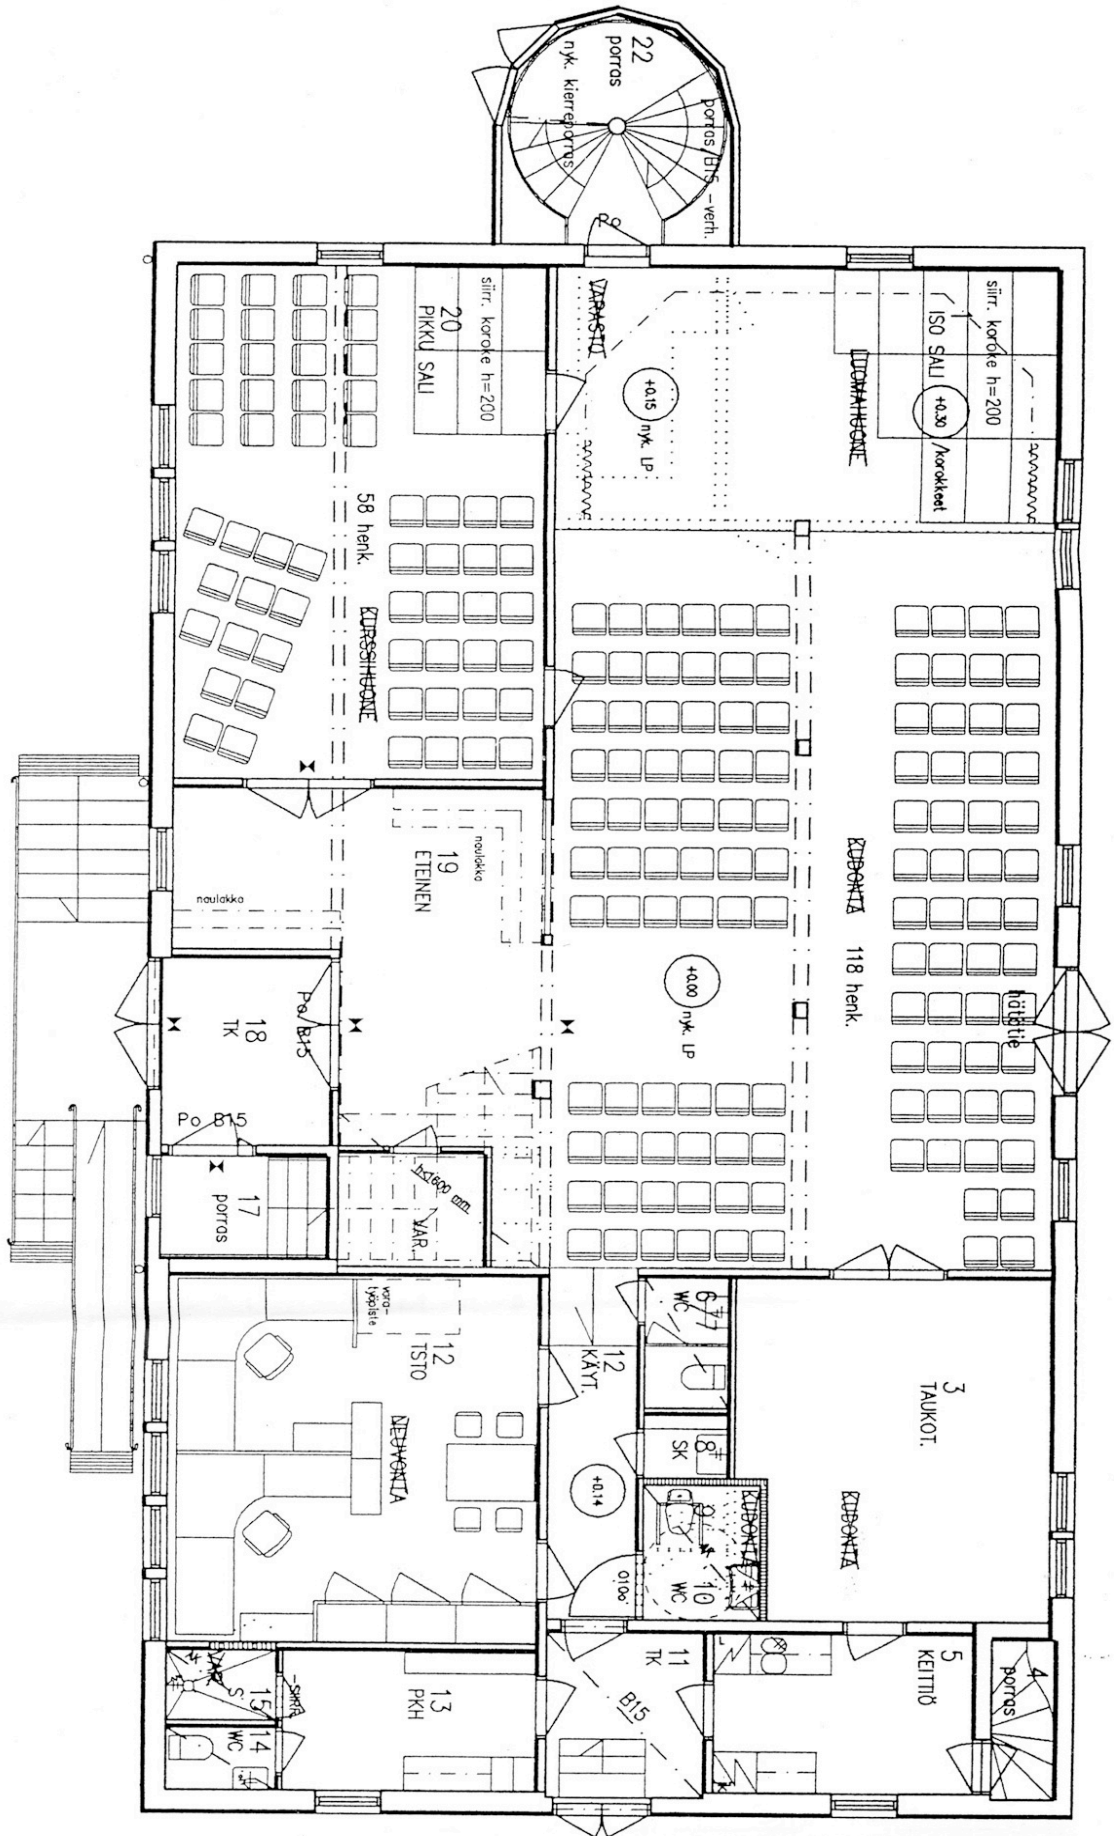 22
porras
nyk. kierreporras
porras B15 -verh.
Po
siirr. koroke h=200
20
PIKKU SALI
VARASTO
+0.15
nyk. LP
LUOMAHUONE
siirr. koroke h=200
ISO SALI
+0.30
/korokkeet
58 henk.
KURSSIHUONE
KUDONTA
118 henk.
hätätie
19
ETEINEN
naulakko
naulakko
+0.00
nyk. LP
18
TK
Po B15
Po B15
17
porras
h≤1600 mm
VAR.
vara-
työpiste
12
TSTO
NEUVONTA
12
KÄYT.
+0.14
6
7
WC
8
SK
9
KUDONTA
10
WC
3
TAUKOT.
KUDONTA
11
TK
B15
5
KEITTIÖ
4
porras
13
PKH
14
WC
15
S.